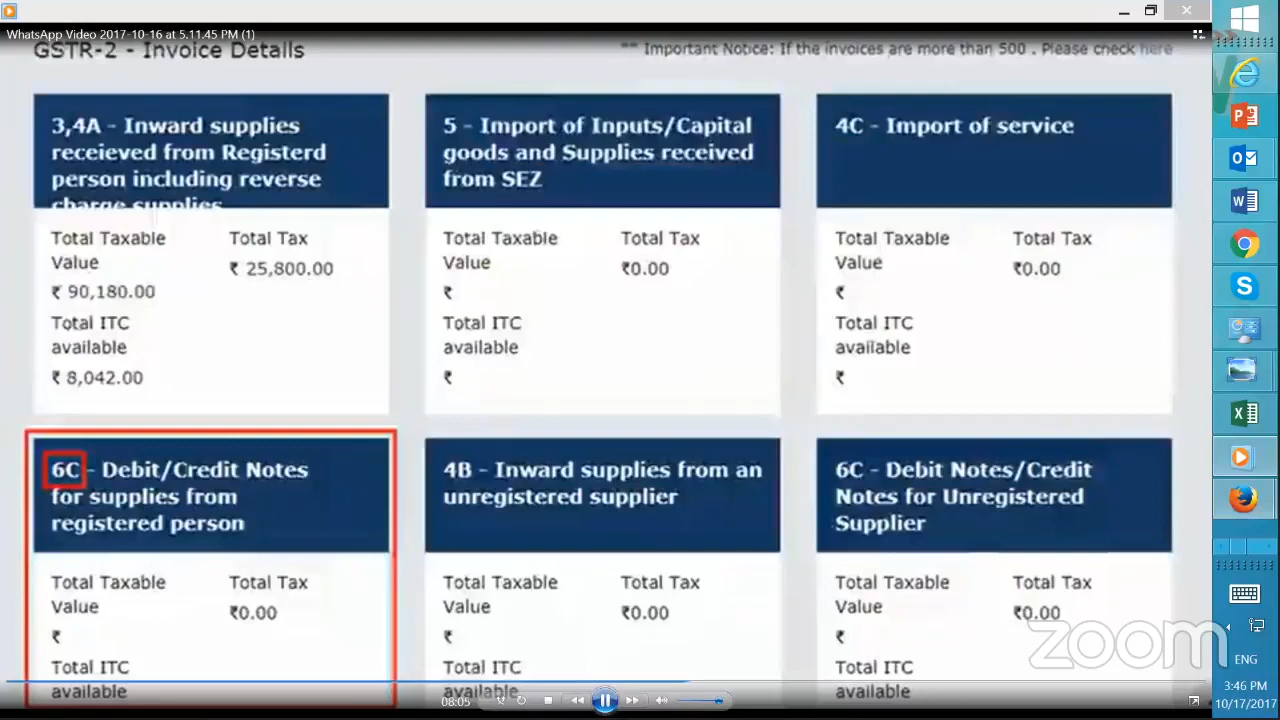 WhatsApp Video 2017-10-16 at 5.11.45 PM (1)
GSTR-2 - Invoice Details
** Important Notice: If the invoices are more than 500 . Please check here
3,4A - Inward supplies
receieved from Registerd
person including reverse
charge supplies
Total Taxable
Value
Total Tax
₹ 25,800.00
₹ 90,180.00
Total ITC
available
₹ 8,042.00
5 - Import of Inputs/Capital
goods and Supplies received
from SEZ
Total Taxable
Value
Total Tax
₹0.00
₹
Total ITC
available
₹
4C - Import of service
Total Taxable
Value
Total Tax
₹0.00
₹
Total ITC
available
₹
6C - Debit/Credit Notes
for supplies from
registered person
Total Taxable
Value
Total Tax
₹0.00
₹
Total ITC
available
4B - Inward supplies from an
unregistered supplier
Total Taxable
Value
Total Tax
₹0.00
₹
Total ITC
available
6C - Debit Notes/Credit
Notes for Unregistered
Supplier
Total Taxable
Value
Total Tax
₹0.00
₹
Total ITC
available
08:05
zoom
ENG
3:46 PM
10/17/2017